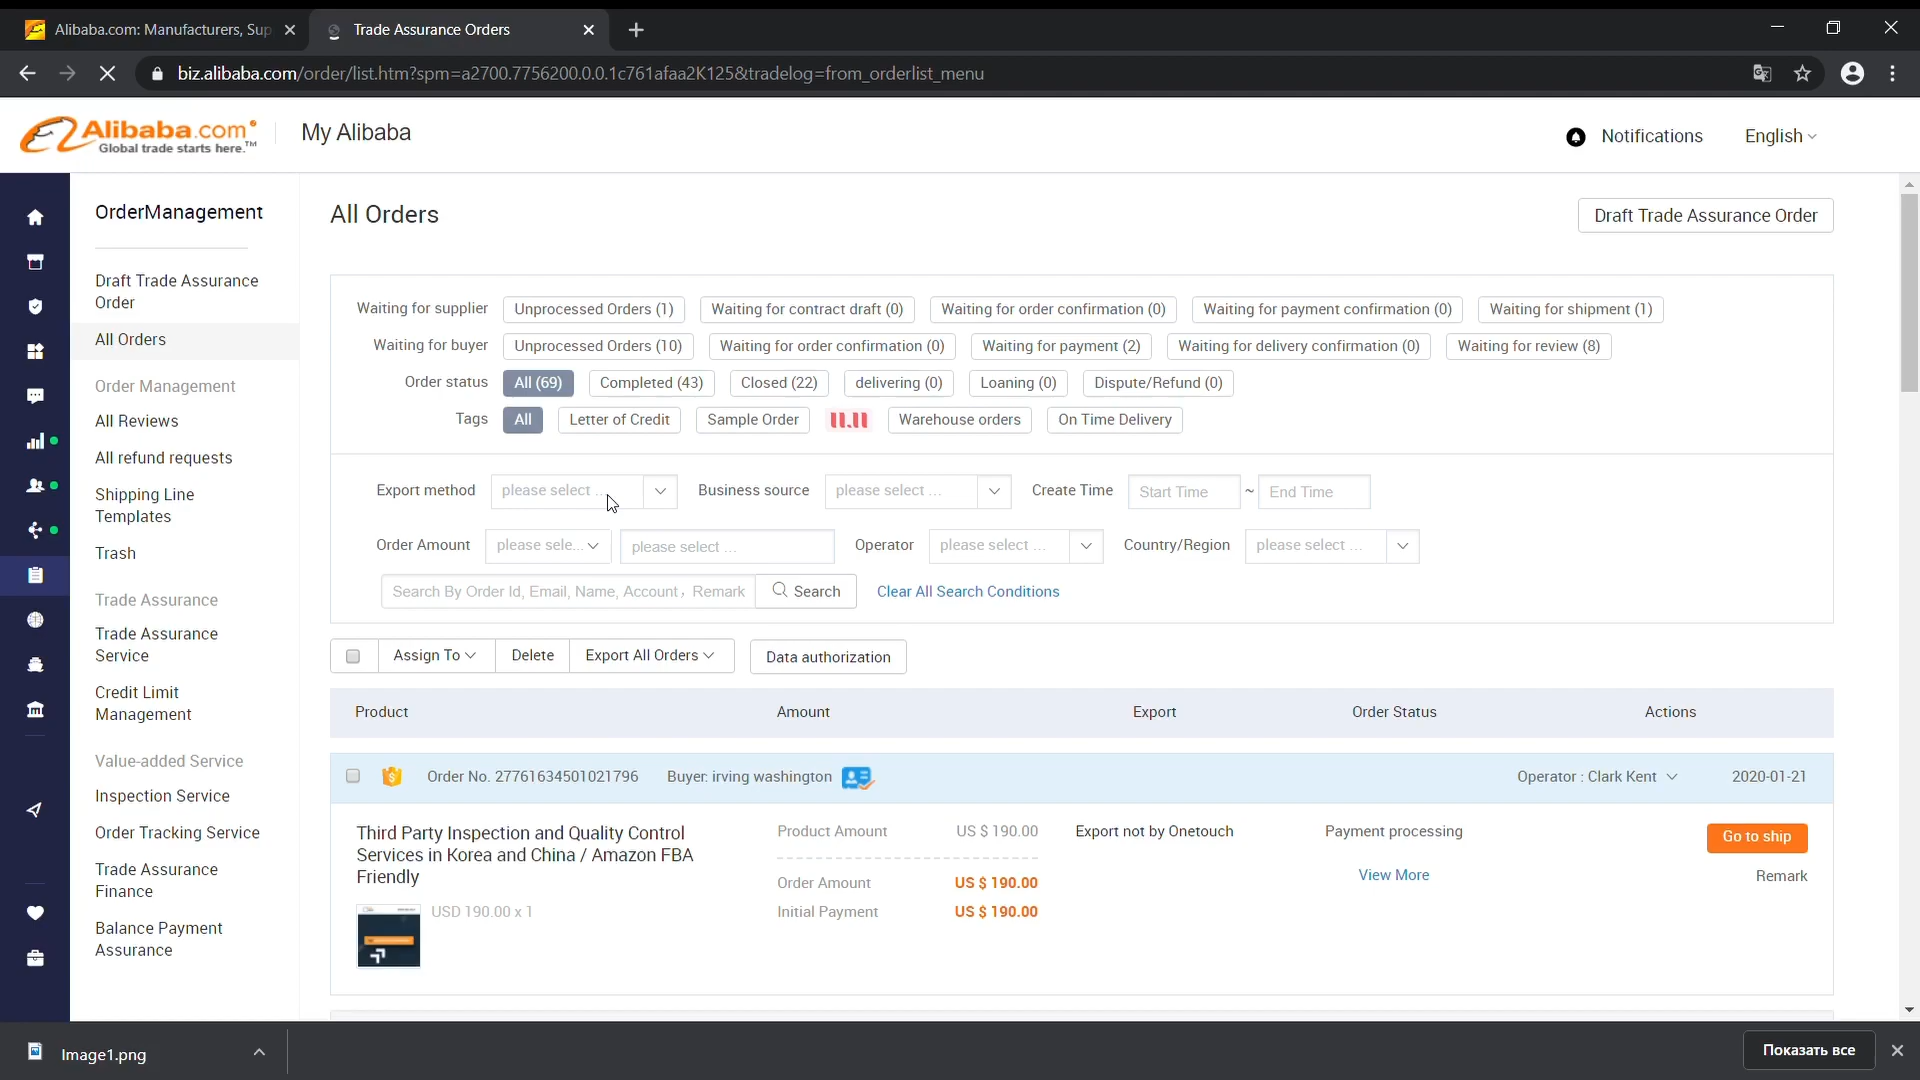 Alibaba.com: Manufacturers, Sup
Trade Assurance Orders
biz.alibaba.com/order/list.htm?spm=a2700.7756200.0.0.1c761afaa2K125&tradelog=from_orderlist_menu
Alibaba.com
Global trade starts here.™
My Alibaba
Notifications
English
OrderManagement
Draft Trade Assurance
Order
All Orders
Order Management
All Reviews
All refund requests
Shipping Line
Templates
Trash
Trade Assurance
Trade Assurance
Service
Credit Limit
Management
Value-added Service
Inspection Service
Order Tracking Service
Trade Assurance
Finance
Balance Payment
Assurance
All Orders
Draft Trade Assurance Order
Waiting for supplier Unprocessed Orders (1) Waiting for contract draft (0) Waiting for order confirmation (0) Waiting for payment confirmation (0) Waiting for shipment (1)
Waiting for buyer Unprocessed Orders (10) Waiting for order confirmation (0) Waiting for payment (2) Waiting for delivery confirmation (0) Waiting for review (8)
Order status All (69) Completed (43) Closed (22) delivering (0) Loaning (0) Dispute/Refund (0)
Tags All Letter of Credit Sample Order 11.11 Warehouse orders On Time Delivery
Export method please select ... Business source please select ... Create Time Start Time ~ End Time
Order Amount please sele... please select ... Operator please select ... Country/Region please select ...
Search By Order Id, Email, Name, Account，Remark Search Clear All Search Conditions
Assign To Delete Export All Orders Data authorization
Product Amount Export Order Status Actions
Order No. 27761634501021796 Buyer: irving washington Operator : Clark Kent 2020-01-21
Third Party Inspection and Quality Control
Services in Korea and China / Amazon FBA
Friendly
USD 190.00 x 1
Product Amount US $ 190.00
Order Amount US $ 190.00
Initial Payment US $ 190.00
Export not by Onetouch
Payment processing
View More
Go to ship
Remark
Image1.png
Показать все